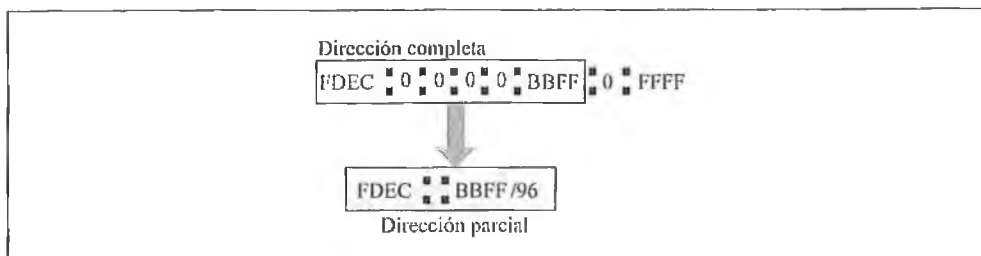 Dirección completa
FDEC : 0 : 0 : 0 : 0 : BBFF : 0 : FFFF
FDEC : : BBFF /96
Dirección parcial